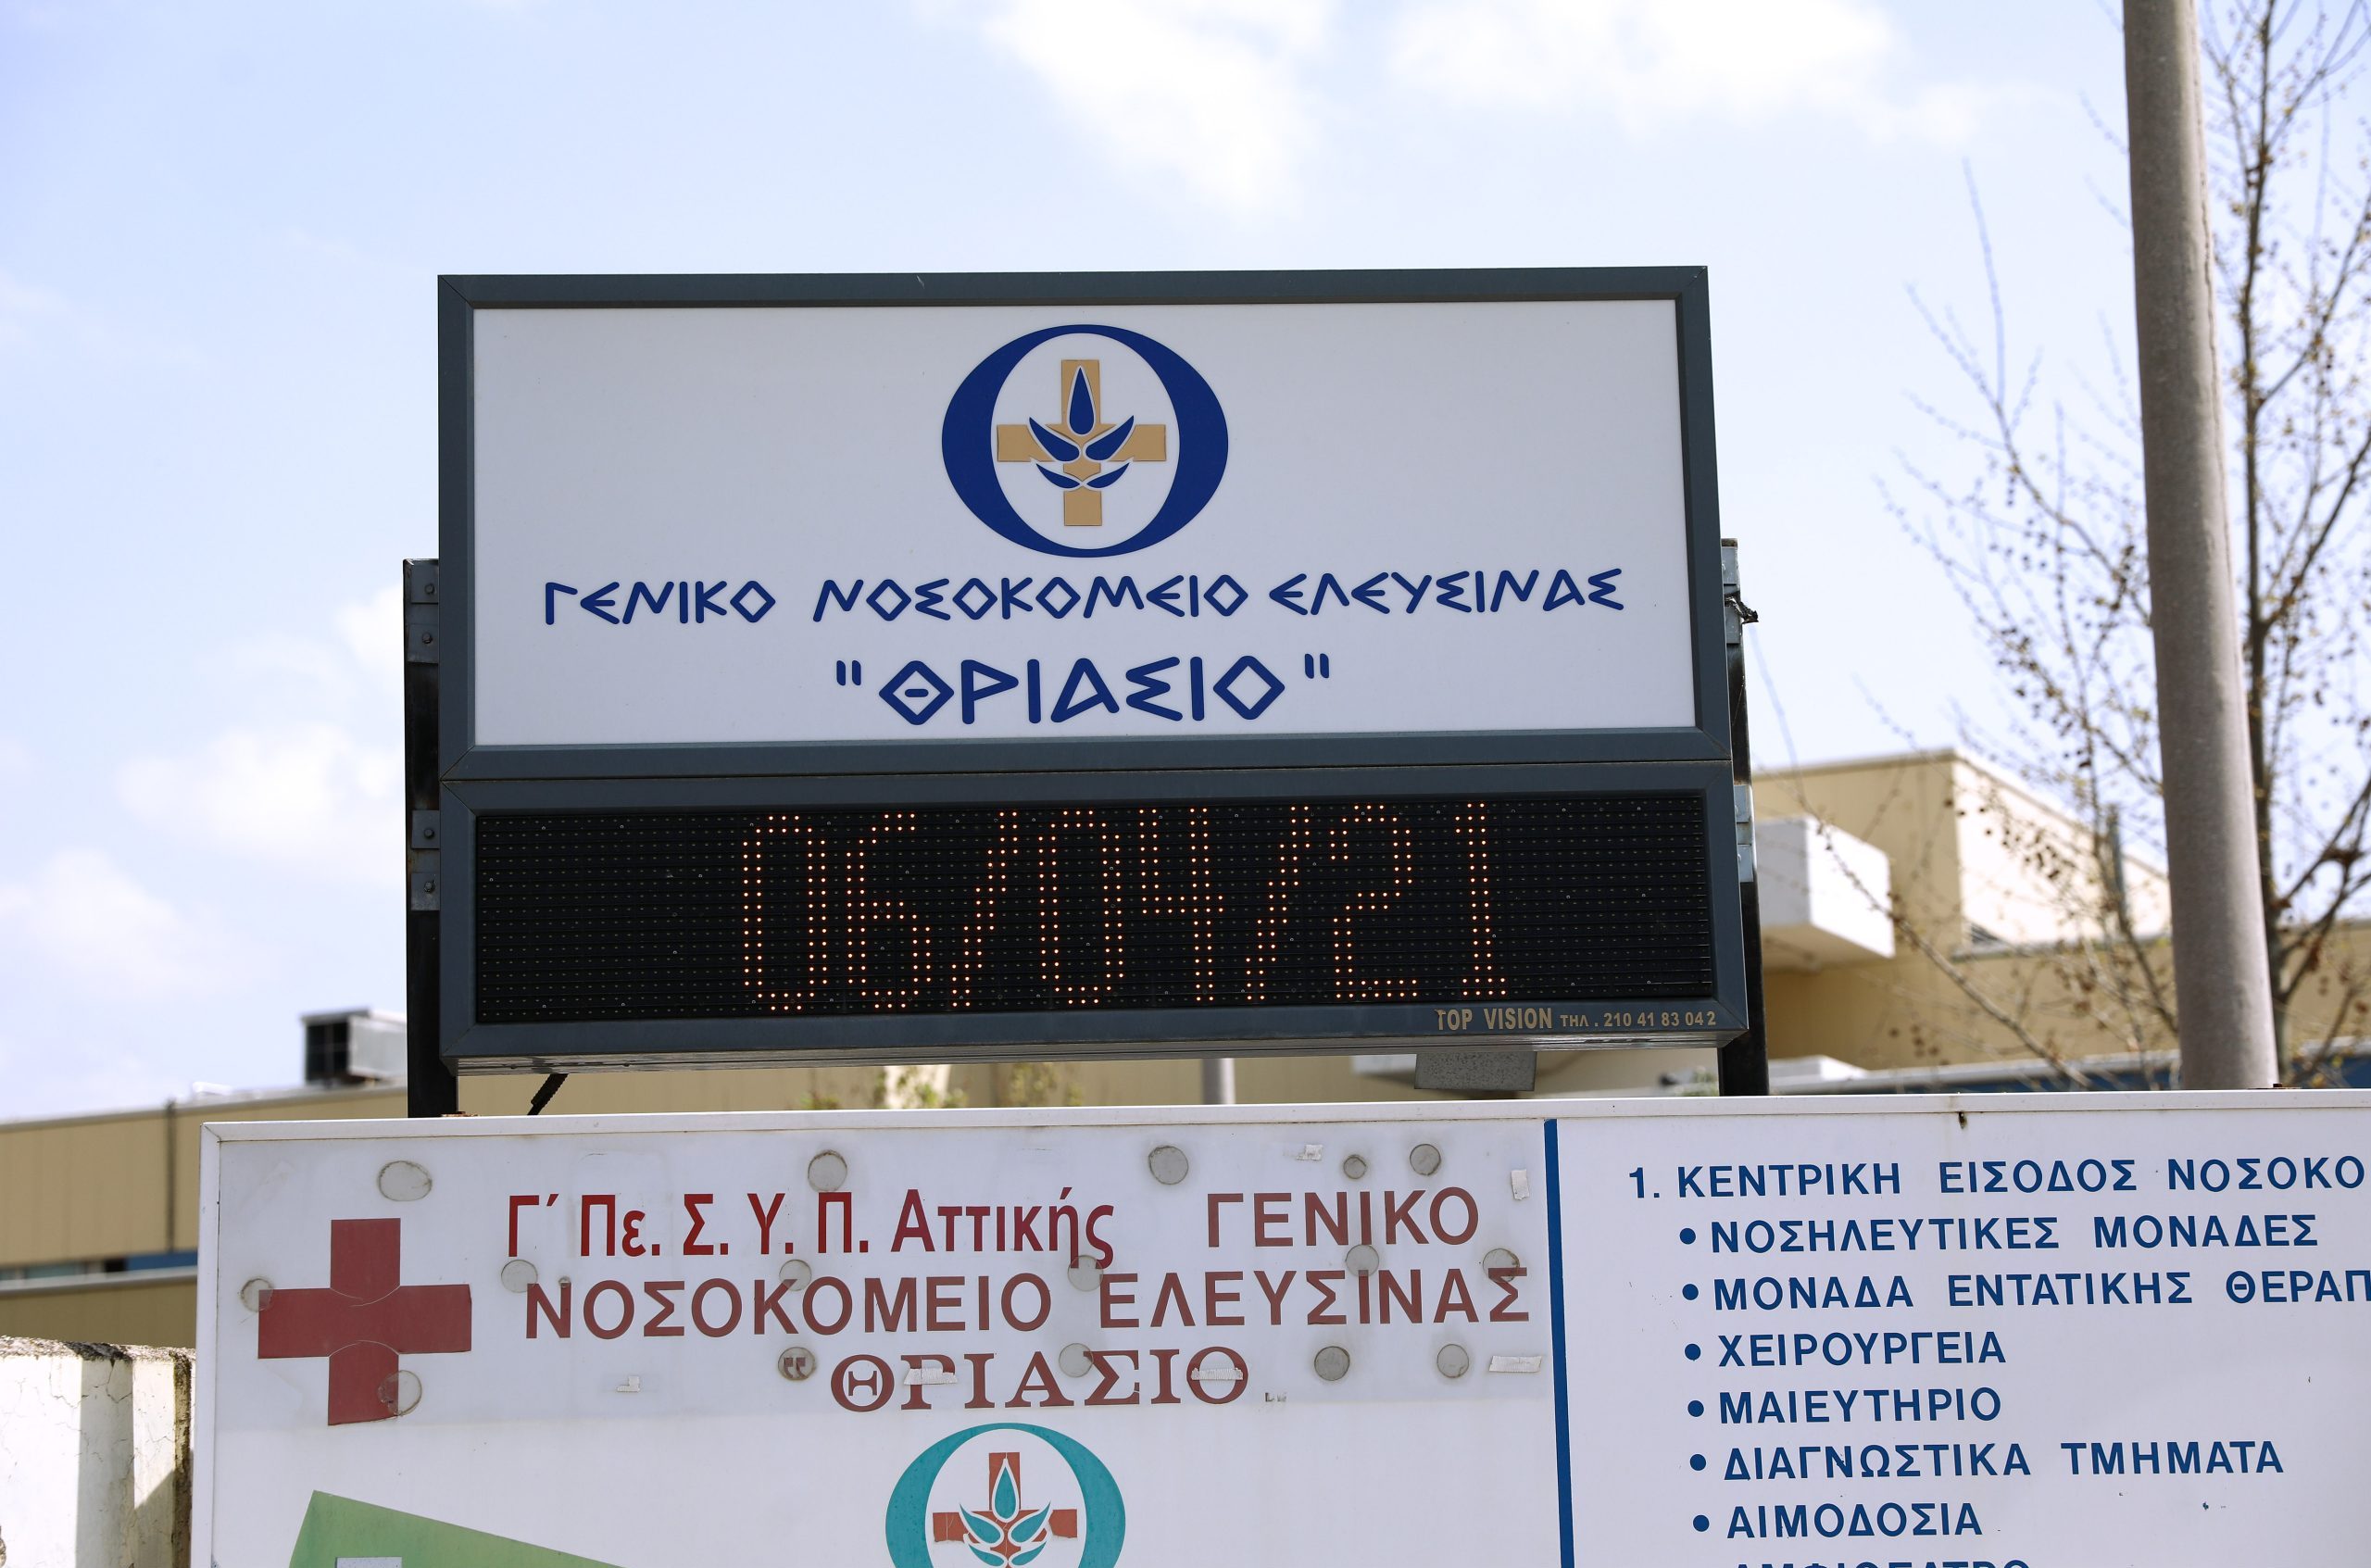 ΓΕΝΙΚΟ ΝΟΣΟΚΟΜΕΙΟ ΕΛΕΥΣΙΝΑΣ
"ΘΡΙΑΣΙΟ"
06/04/21
TOP VISION ΤΗΛ. 210 41 83 042
Γ΄ Πε. Σ. Υ. Π. Αττικής ΓΕΝΙΚΟ
ΝΟΣΟΚΟΜΕΙΟ ΕΛΕΥΣΙΝΑΣ
“ ΘΡΙΑΣΙΟ „
1. ΚΕΝΤΡΙΚΗ ΕΙΣΟΔΟΣ ΝΟΣΟΚΟ
• ΝΟΣΗΛΕΥΤΙΚΕΣ ΜΟΝΑΔΕΣ
• ΜΟΝΑΔΑ ΕΝΤΑΤΙΚΗΣ ΘΕΡΑΠ
• ΧΕΙΡΟΥΡΓΕΙΑ
• ΜΑΙΕΥΤΗΡΙΟ
• ΔΙΑΓΝΩΣΤΙΚΑ ΤΜΗΜΑΤΑ
• ΑΙΜΟΔΟΣΙΑ